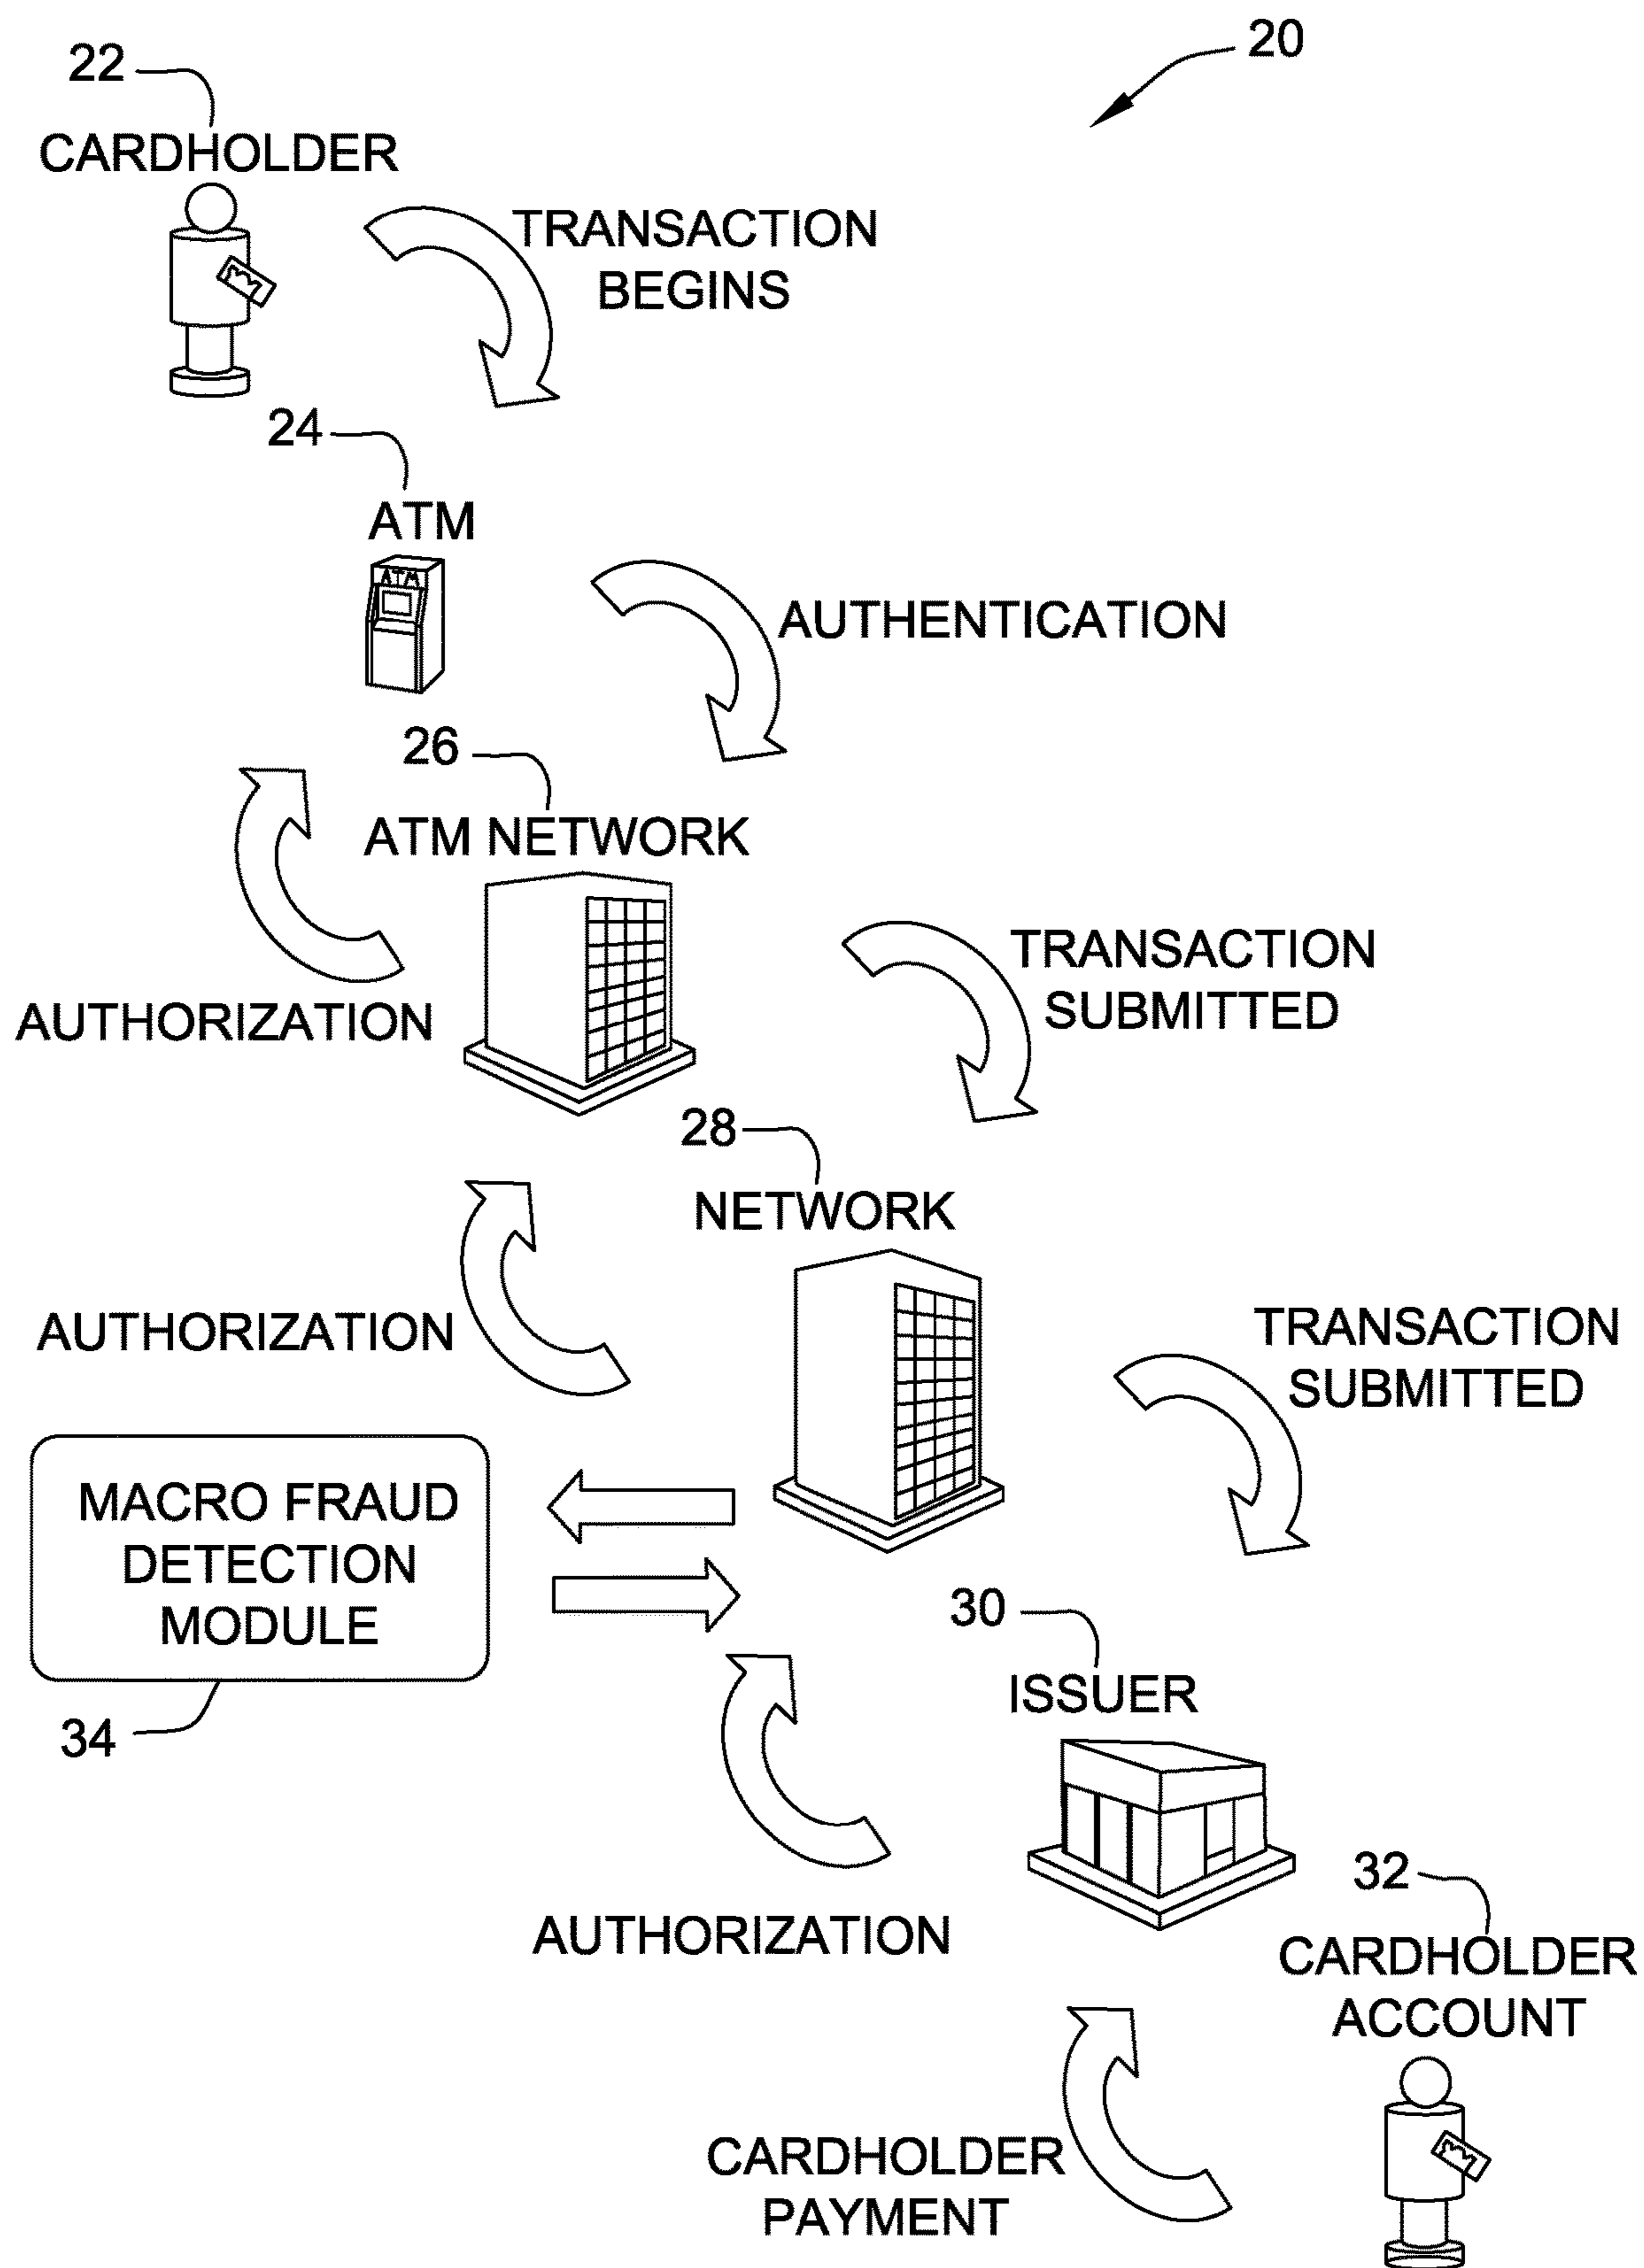 20
22
CARDHOLDER
TRANSACTION
BEGINS
24
ATM
ATM
AUTHENTICATION
26
ATM NETWORK
TRANSACTION
SUBMITTED
AUTHORIZATION
28
NETWORK
AUTHORIZATION
TRANSACTION
SUBMITTED
MACRO FRAUD
DETECTION
MODULE
34
30
ISSUER
32
AUTHORIZATION
CARDHOLDER
ACCOUNT
CARDHOLDER
PAYMENT